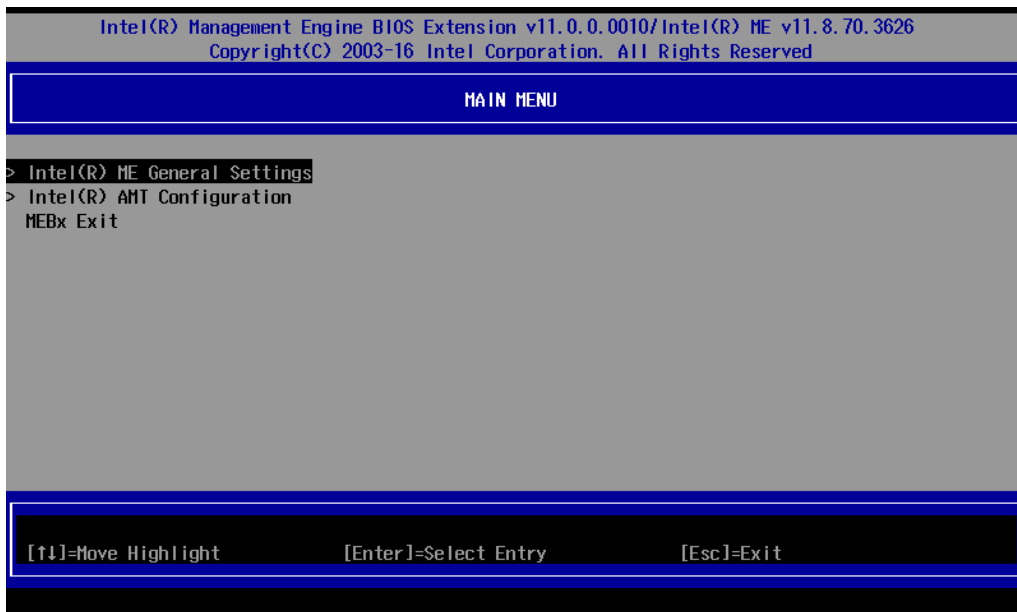 Intel(R) Management Engine BIOS Extension v11.0.0.0010/Intel(R) ME v11.8.70.3626
Copyright(C) 2003-16 Intel Corporation. All Rights Reserved
MAIN MENU
> Intel(R) ME General Settings
> Intel(R) AMT Configuration
MEBx Exit
[↑↓]=Move Highlight [Enter]=Select Entry [Esc]=Exit